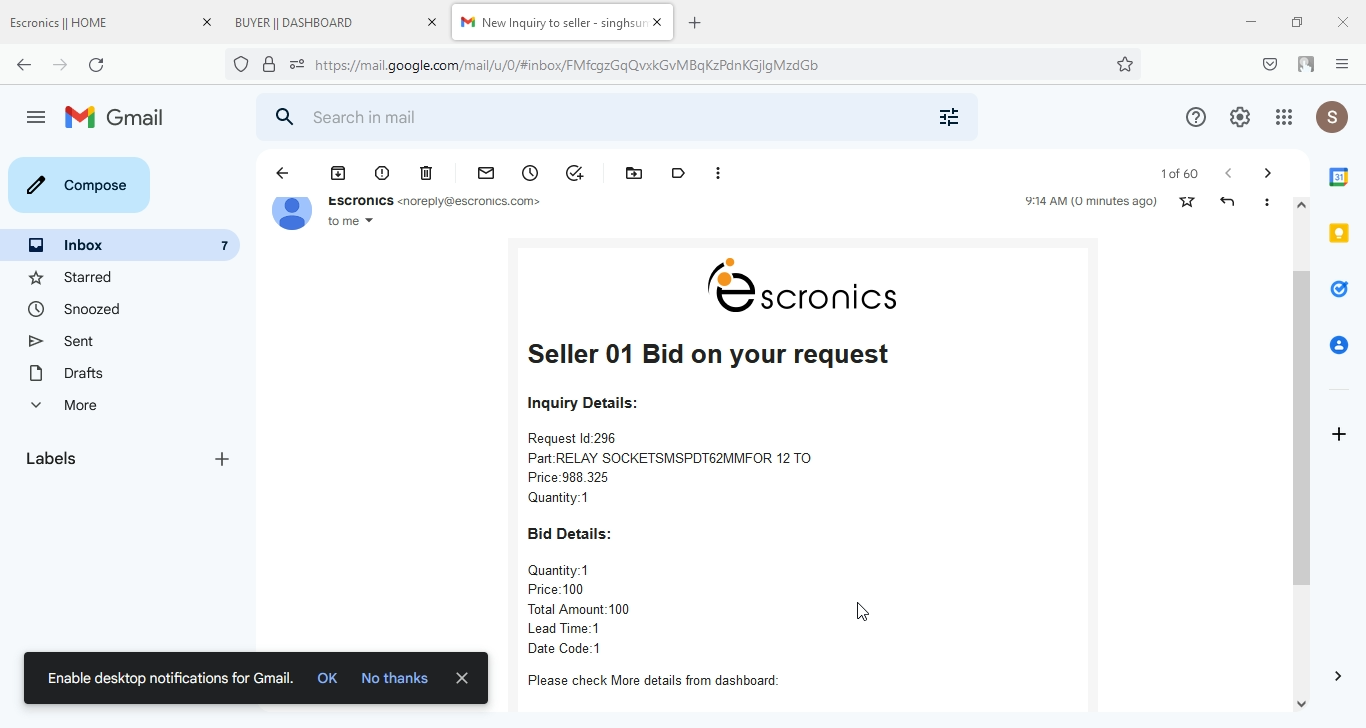 Escronics || HOME
BUYER || DASHBOARD
New Inquiry to seller - singhsun
https://mail.google.com/mail/u/0/#inbox/FMfcgzGqQvxkGvMBqKzPdnKGjlgMzdGb
Gmail
Search in mail
S
Compose
1 of 60
31
Escronics <noreply@escronics.com>
9:14 AM (0 minutes ago)
to me
Inbox 7
Starred
Snoozed
Sent
Drafts
More
Labels
escronics
Seller 01 Bid on your request
Inquiry Details:
Request Id:296
Part:RELAY SOCKETSMSPDT62MMFOR 12 TO
Price:988.325
Quantity:1
Bid Details:
Quantity:1
Price:100
Total Amount:100
Lead Time:1
Date Code:1
Please check More details from dashboard:
Enable desktop notifications for Gmail. OK No thanks